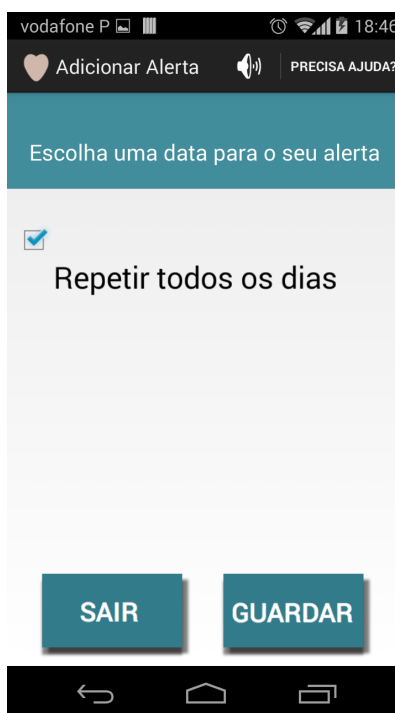 vodafone P 18:46
Adicionar Alerta PRECISA AJUDA?
Escolha uma data para o seu alerta
Repetir todos os dias
SAIR GUARDAR